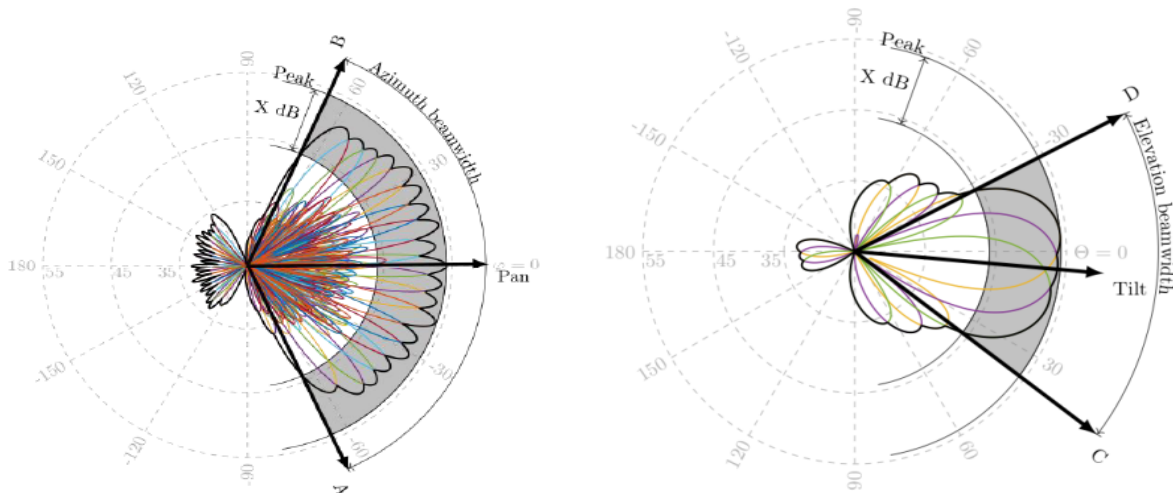 90
120
150
180
-150
-120
-90
-60
-30
30
60
55
45
35
Peak
X dB
B
Azimuth beamwidth
φ = 0
Pan
90
-120
-150
180
150
120
90
60
30
-30
-60
55
45
35
Peak
X dB
D
Elevation beamwidth
Θ = 0
Tilt
C
A